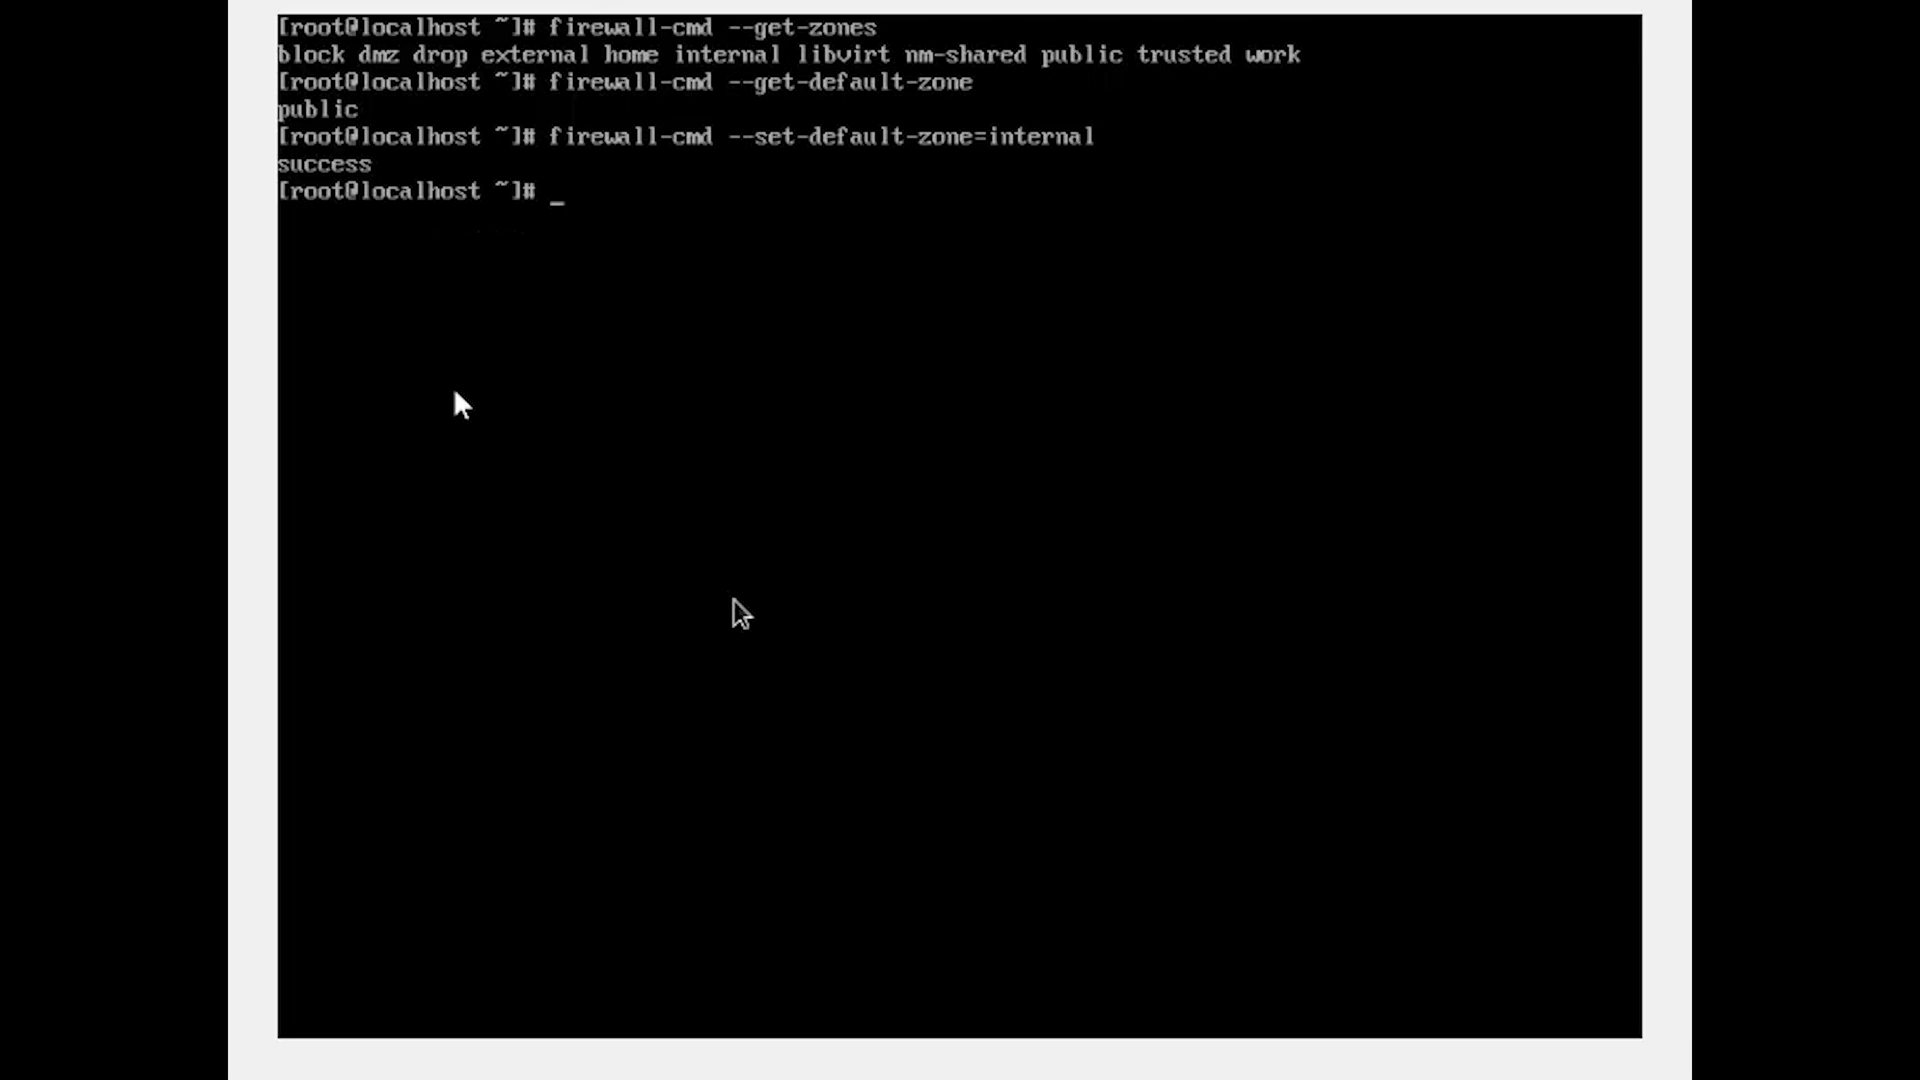 [root@localhost ~]# firewall-cmd --get-zones
block dmz drop external home internal libvirt nm-shared public trusted work
[root@localhost ~]# firewall-cmd --get-default-zone
public
[root@localhost ~]# firewall-cmd --set-default-zone=internal
success
[root@localhost ~]# _